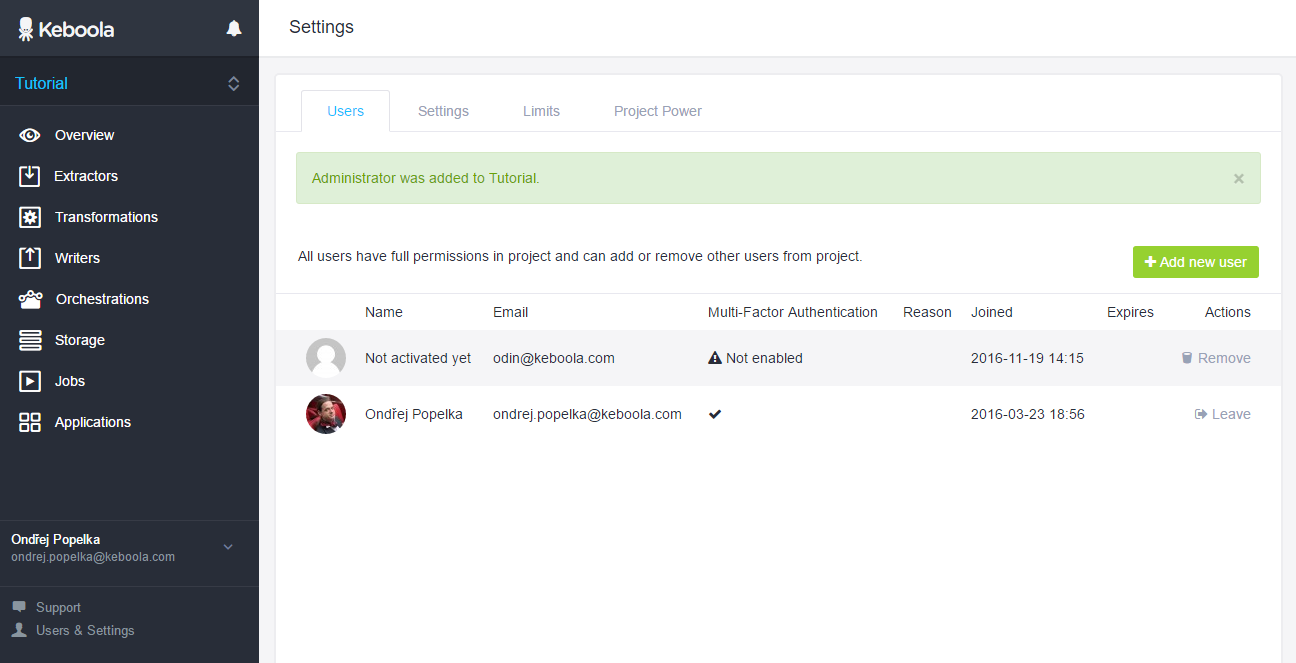 Keboola
Settings
Tutorial
Overview
Extractors
Transformations
Writers
Orchestrations
Storage
Jobs
Applications
Ondřej Popelka
ondrej.popelka@keboola.com
Support
Users & Settings
Users Settings Limits Project Power
Administrator was added to Tutorial. ×
All users have full permissions in project and can add or remove other users from project.
Add new user
Name Email Multi-Factor Authentication Reason Joined Expires Actions
Not activated yet odin@keboola.com Not enabled 2016-11-19 14:15 Remove
Ondřej Popelka ondrej.popelka@keboola.com 2016-03-23 18:56 Leave